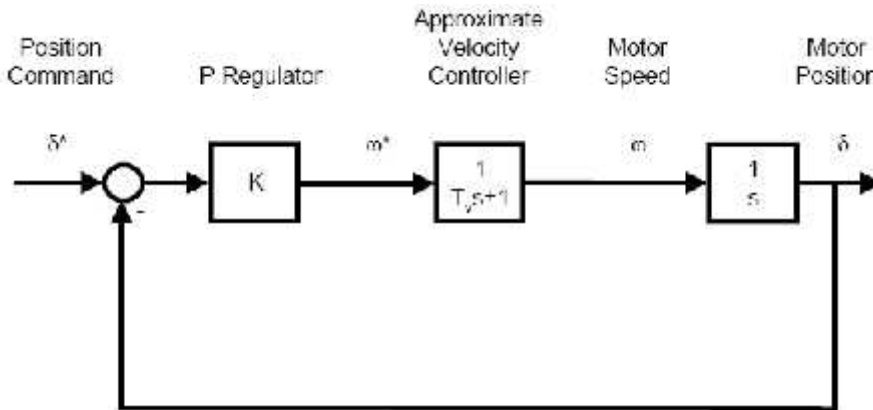 Position
Command
P Regulator
Approximate
Velocity
Controller
Motor
Speed
Motor
Position
δ*
-
K
ω*
1
Tvs+1
ω
1
s
δ